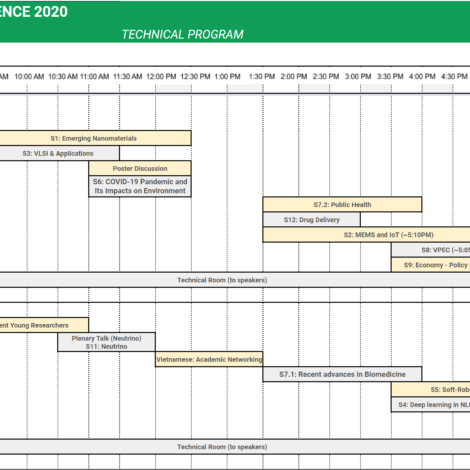 ENCE 2020
TECHNICAL PROGRAM
AM 10:00 AM 10:30 AM 11:00 AM 11:30 AM 12:00 PM 12:30 PM 1:00 PM 1:30 PM 2:00 PM 2:30 PM 3:00 PM 3:30 PM 4:00 PM 4:30 PM
S1: Emerging Nanomaterials
S3: VLSI & Applications
Poster Discussion
S6: COVID-19 Pandemic and
Its Impacts on Environment
S7.2: Public Health
S12: Drug Delivery
S2: MEMS and IoT (~5:10PM)
S8: VPEC (~5:05
S9: Economy - Policy
Technical Room (to speakers)
ent Young Researchers
Plenary Talk (Neutrino)
S11: Neutrino
Vietnamese: Academic Networking
S7.1: Recent advances in Biomedicine
S5: Soft-Rob
S4: Deep learning in NL
Technical Room (to speakers)